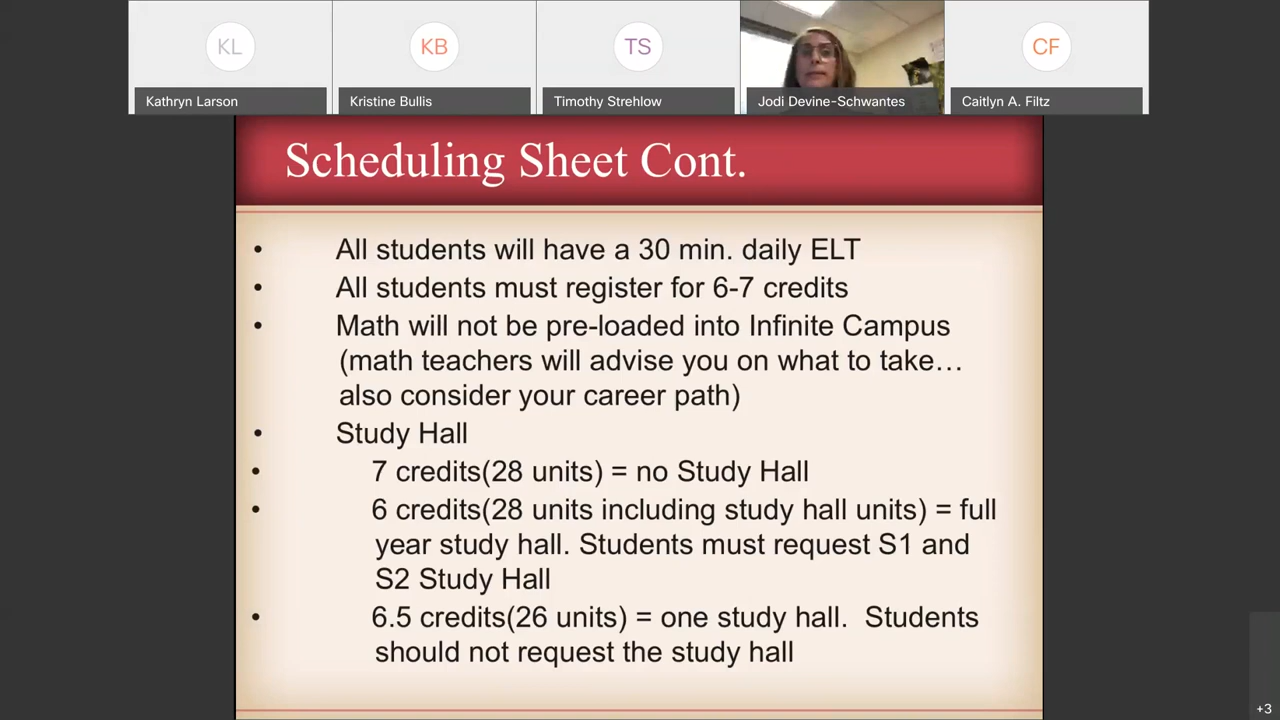 KL
KB
TS
CF
Kathryn Larson
Kristine Bullis
Timothy Strehlow
Jodi Devine-Schwantes
Caitlyn A. Filtz
Scheduling Sheet Cont.
• All students will have a 30 min. daily ELT
• All students must register for 6-7 credits
• Math will not be pre-loaded into Infinite Campus
(math teachers will advise you on what to take…
also consider your career path)
• Study Hall
• 7 credits(28 units) = no Study Hall
• 6 credits(28 units including study hall units) = full
year study hall. Students must request S1 and
S2 Study Hall
• 6.5 credits(26 units) = one study hall.  Students
should not request the study hall
+3